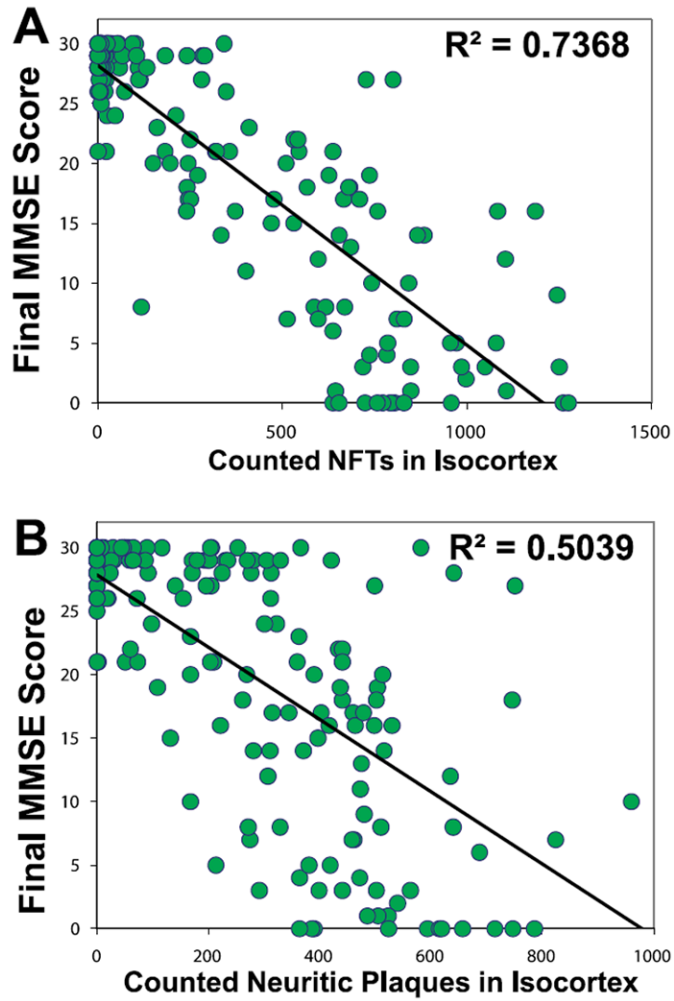 A
R² = 0.7368
Final MMSE Score
30
25
20
15
10
5
0
0 500 1000 1500
Counted NFTs in Isocortex
B
R² = 0.5039
Final MMSE Score
30
25
20
15
10
5
0
0 200 400 600 800 1000
Counted Neuritic Plaques in Isocortex